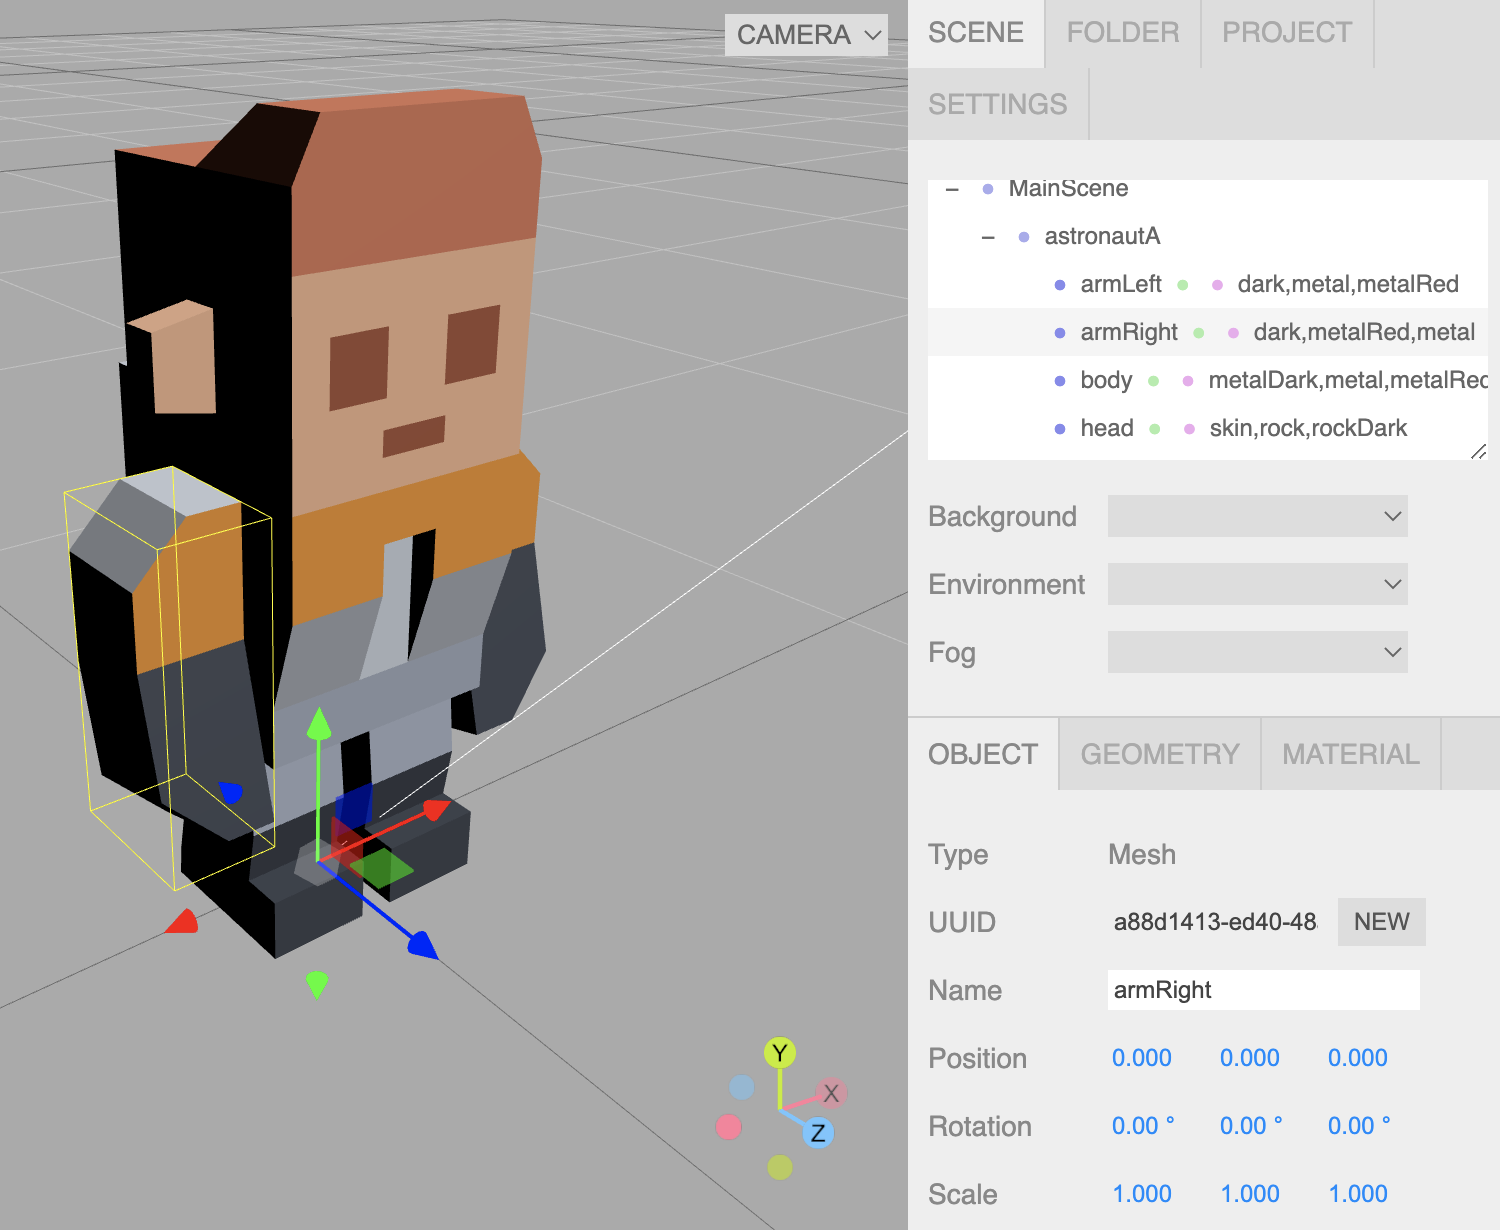 CAMERA
SCENE FOLDER PROJECT
SETTINGS
– MainScene
– astronautA
armLeft dark,metal,metalRed
armRight dark,metalRed,metal
body metalDark,metal,metalRed
head skin,rock,rockDark
Background
Environment
Fog
OBJECT GEOMETRY MATERIAL
Type Mesh
UUID a88d1413-ed40-48 NEW
Name armRight
Position 0.000 0.000 0.000
Rotation 0.00 ° 0.00 ° 0.00 °
Scale 1.000 1.000 1.000
Y
X
Z